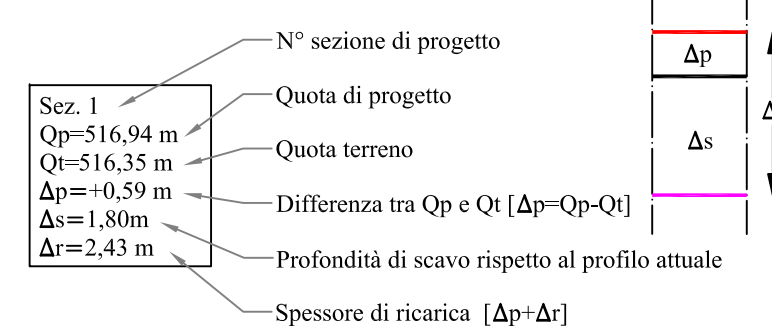 N° sezione di progetto
Sez. 1
Quota di progetto
Qp=516,94 m
Quota terreno
Qt=516,35 m
Δp=+0,59 m
Differenza tra Qp e Qt [Δp=Qp-Qt]
Δs=1,80m
Profondità di scavo rispetto al profilo attuale
Δr=2,43 m
Spessore di ricarica [Δp+Δr]
Δp
Δs